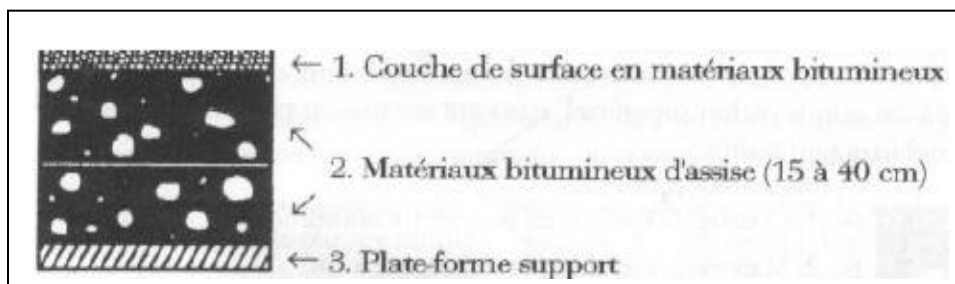 ← 1. Couche de surface en matériaux bitumineux
2. Matériaux bitumineux d'assise (15 à 40 cm)
← 3. Plate-forme support